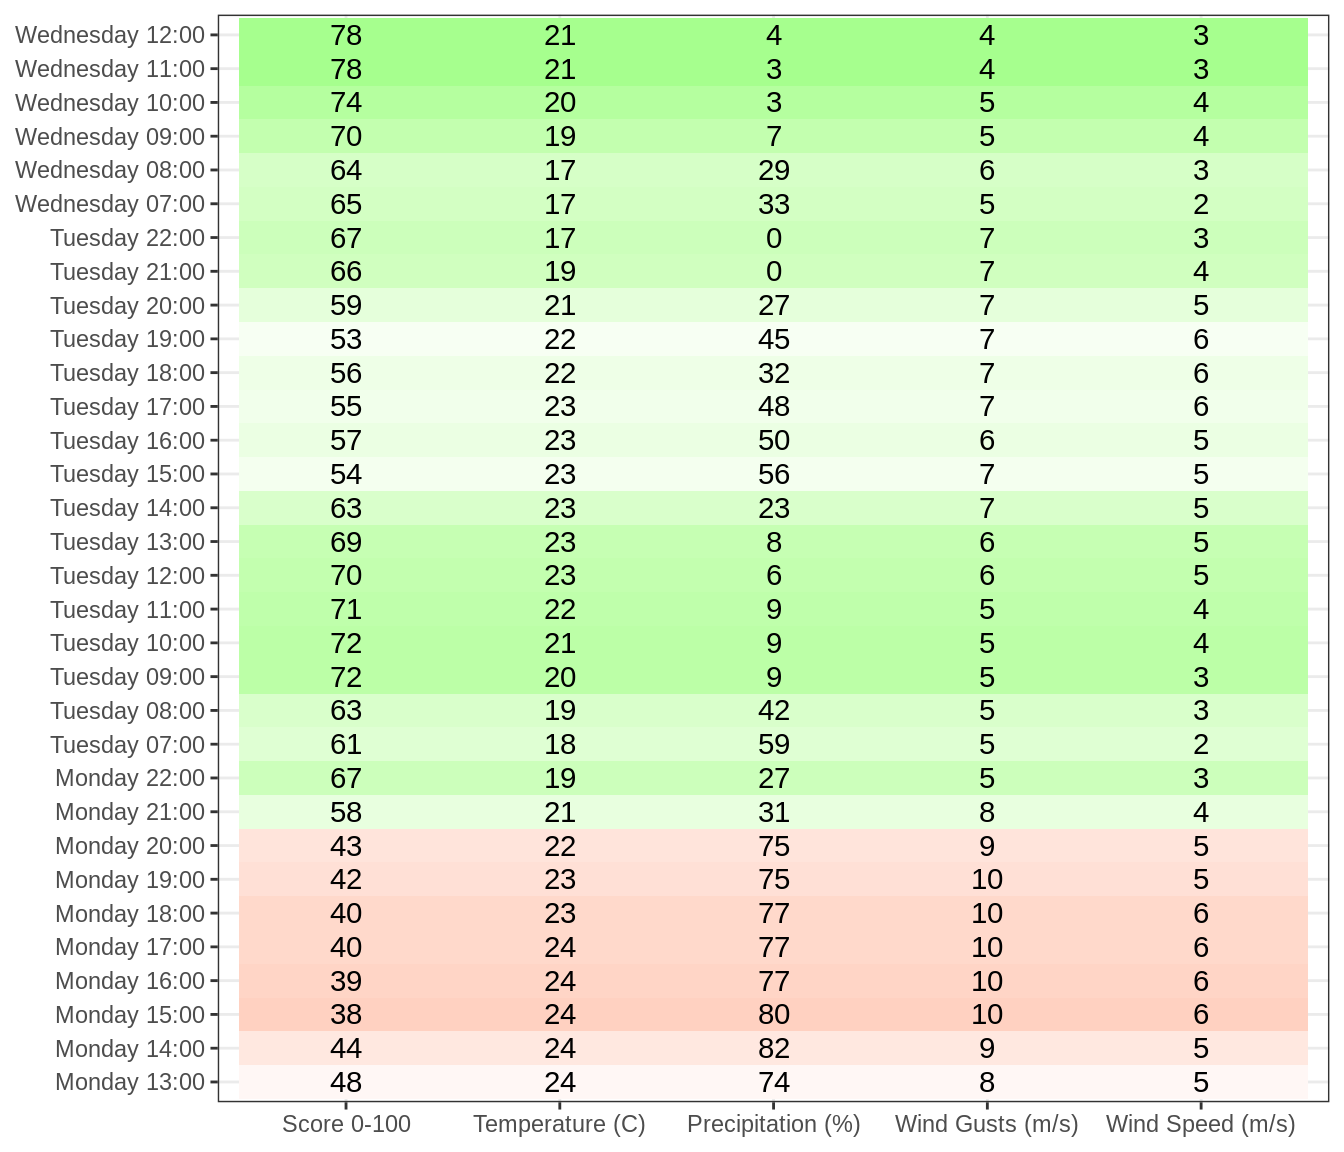 Wednesday 12:00 78 21 4 4 3
Wednesday 11:00 78 21 3 4 3
Wednesday 10:00 74 20 3 5 4
Wednesday 09:00 70 19 7 5 4
Wednesday 08:00 64 17 29 6 3
Wednesday 07:00 65 17 33 5 2
Tuesday 22:00 67 17 0 7 3
Tuesday 21:00 66 19 0 7 4
Tuesday 20:00 59 21 27 7 5
Tuesday 19:00 53 22 45 7 6
Tuesday 18:00 56 22 32 7 6
Tuesday 17:00 55 23 48 7 6
Tuesday 16:00 57 23 50 6 5
Tuesday 15:00 54 23 56 7 5
Tuesday 14:00 63 23 23 7 5
Tuesday 13:00 69 23 8 6 5
Tuesday 12:00 70 23 6 6 5
Tuesday 11:00 71 22 9 5 4
Tuesday 10:00 72 21 9 5 4
Tuesday 09:00 72 20 9 5 3
Tuesday 08:00 63 19 42 5 3
Tuesday 07:00 61 18 59 5 2
Monday 22:00 67 19 27 5 3
Monday 21:00 58 21 31 8 4
Monday 20:00 43 22 75 9 5
Monday 19:00 42 23 75 10 5
Monday 18:00 40 23 77 10 6
Monday 17:00 40 24 77 10 6
Monday 16:00 39 24 77 10 6
Monday 15:00 38 24 80 10 6
Monday 14:00 44 24 82 9 5
Monday 13:00 48 24 74 8 5
Score 0-100 Temperature (C) Precipitation (%) Wind Gusts (m/s) Wind Speed (m/s)